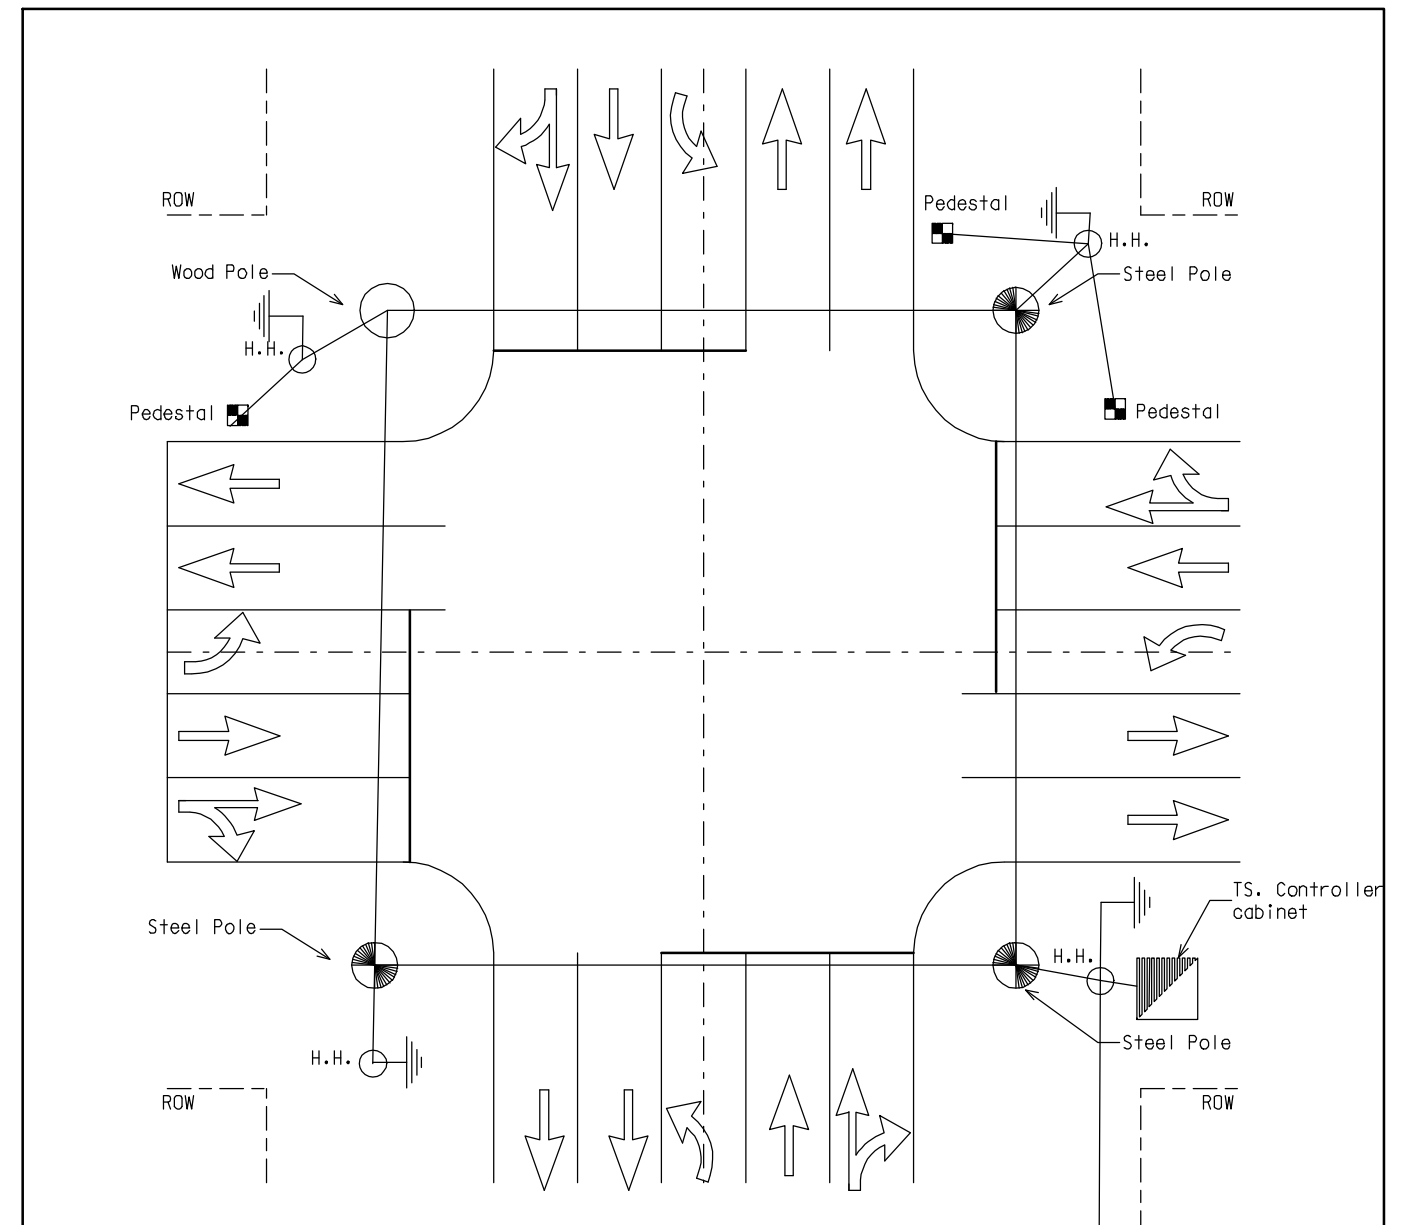 Pedestal
ROW
ROW
H.H.
Wood Pole
Steel Pole
H.H.
Pedestal
Pedestal
TS. Controller
cabinet
Steel Pole
H.H.
Steel Pole
H.H.
ROW
ROW